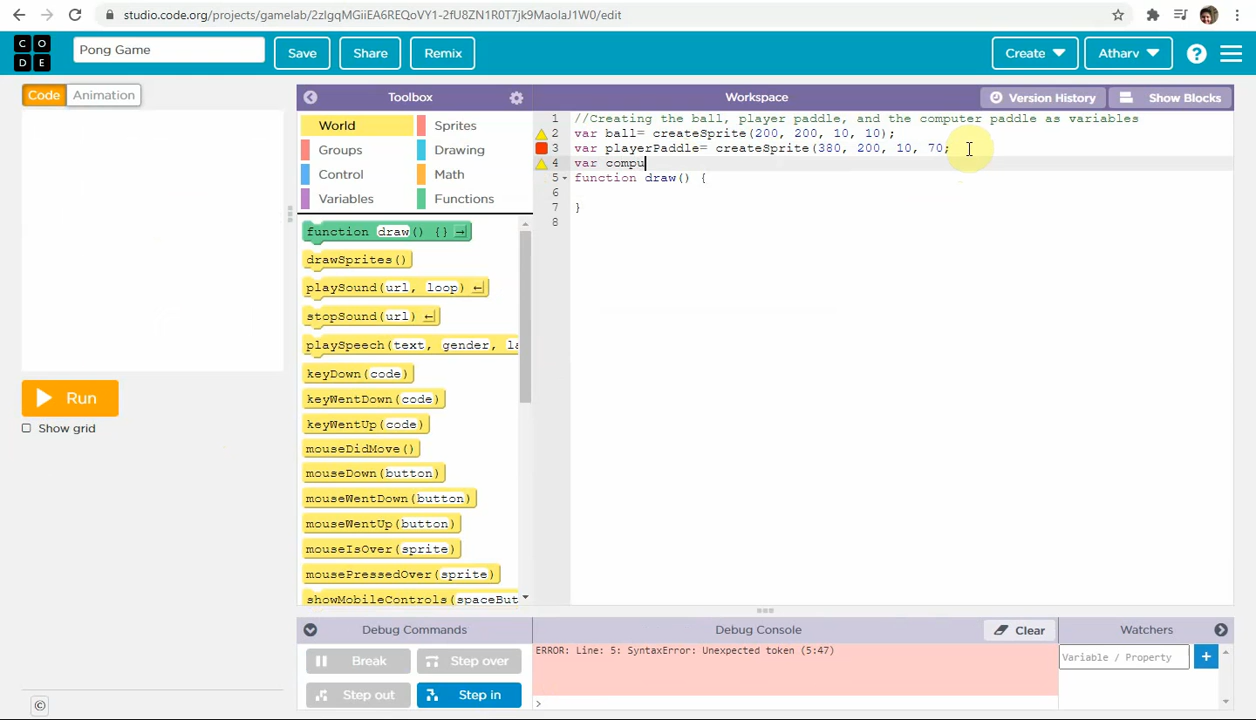 studio.code.org/projects/gamelab/2zIgqMGiiEA6REQoVY1-2fU8ZN1R0T7jk9MaolaJ1W0/edit
C O D E
Pong Game
Save
Share
Remix
Create
Atharv
?
Code
Animation
Run
Show grid
©
Toolbox
World
Sprites
Groups
Drawing
Control
Math
Variables
Functions
function draw() {}
drawSprites()
playSound(url, loop)
stopSound(url)
playSpeech(text, gender, la
keyDown(code)
keyWentDown(code)
keyWentUp(code)
mouseDidMove()
mouseDown(button)
mouseWentDown(button)
mouseWentUp(button)
mouseIsOver(sprite)
mousePressedOver(sprite)
showMobileControls(spaceBut
Workspace
Version History
Show Blocks
1 //Creating the ball, player paddle, and the computer paddle as variables
2 var ball= createSprite(200, 200, 10, 10);
3 var playerPaddle= createSprite(380, 200, 10, 70;
4 var compu
5 function draw() {
6
7 }
8
Debug Commands
Break
Step over
Step out
Step in
Debug Console
Clear
ERROR: Line: 5: SyntaxError: Unexpected token (5:47)
>
Watchers
Variable / Property
+